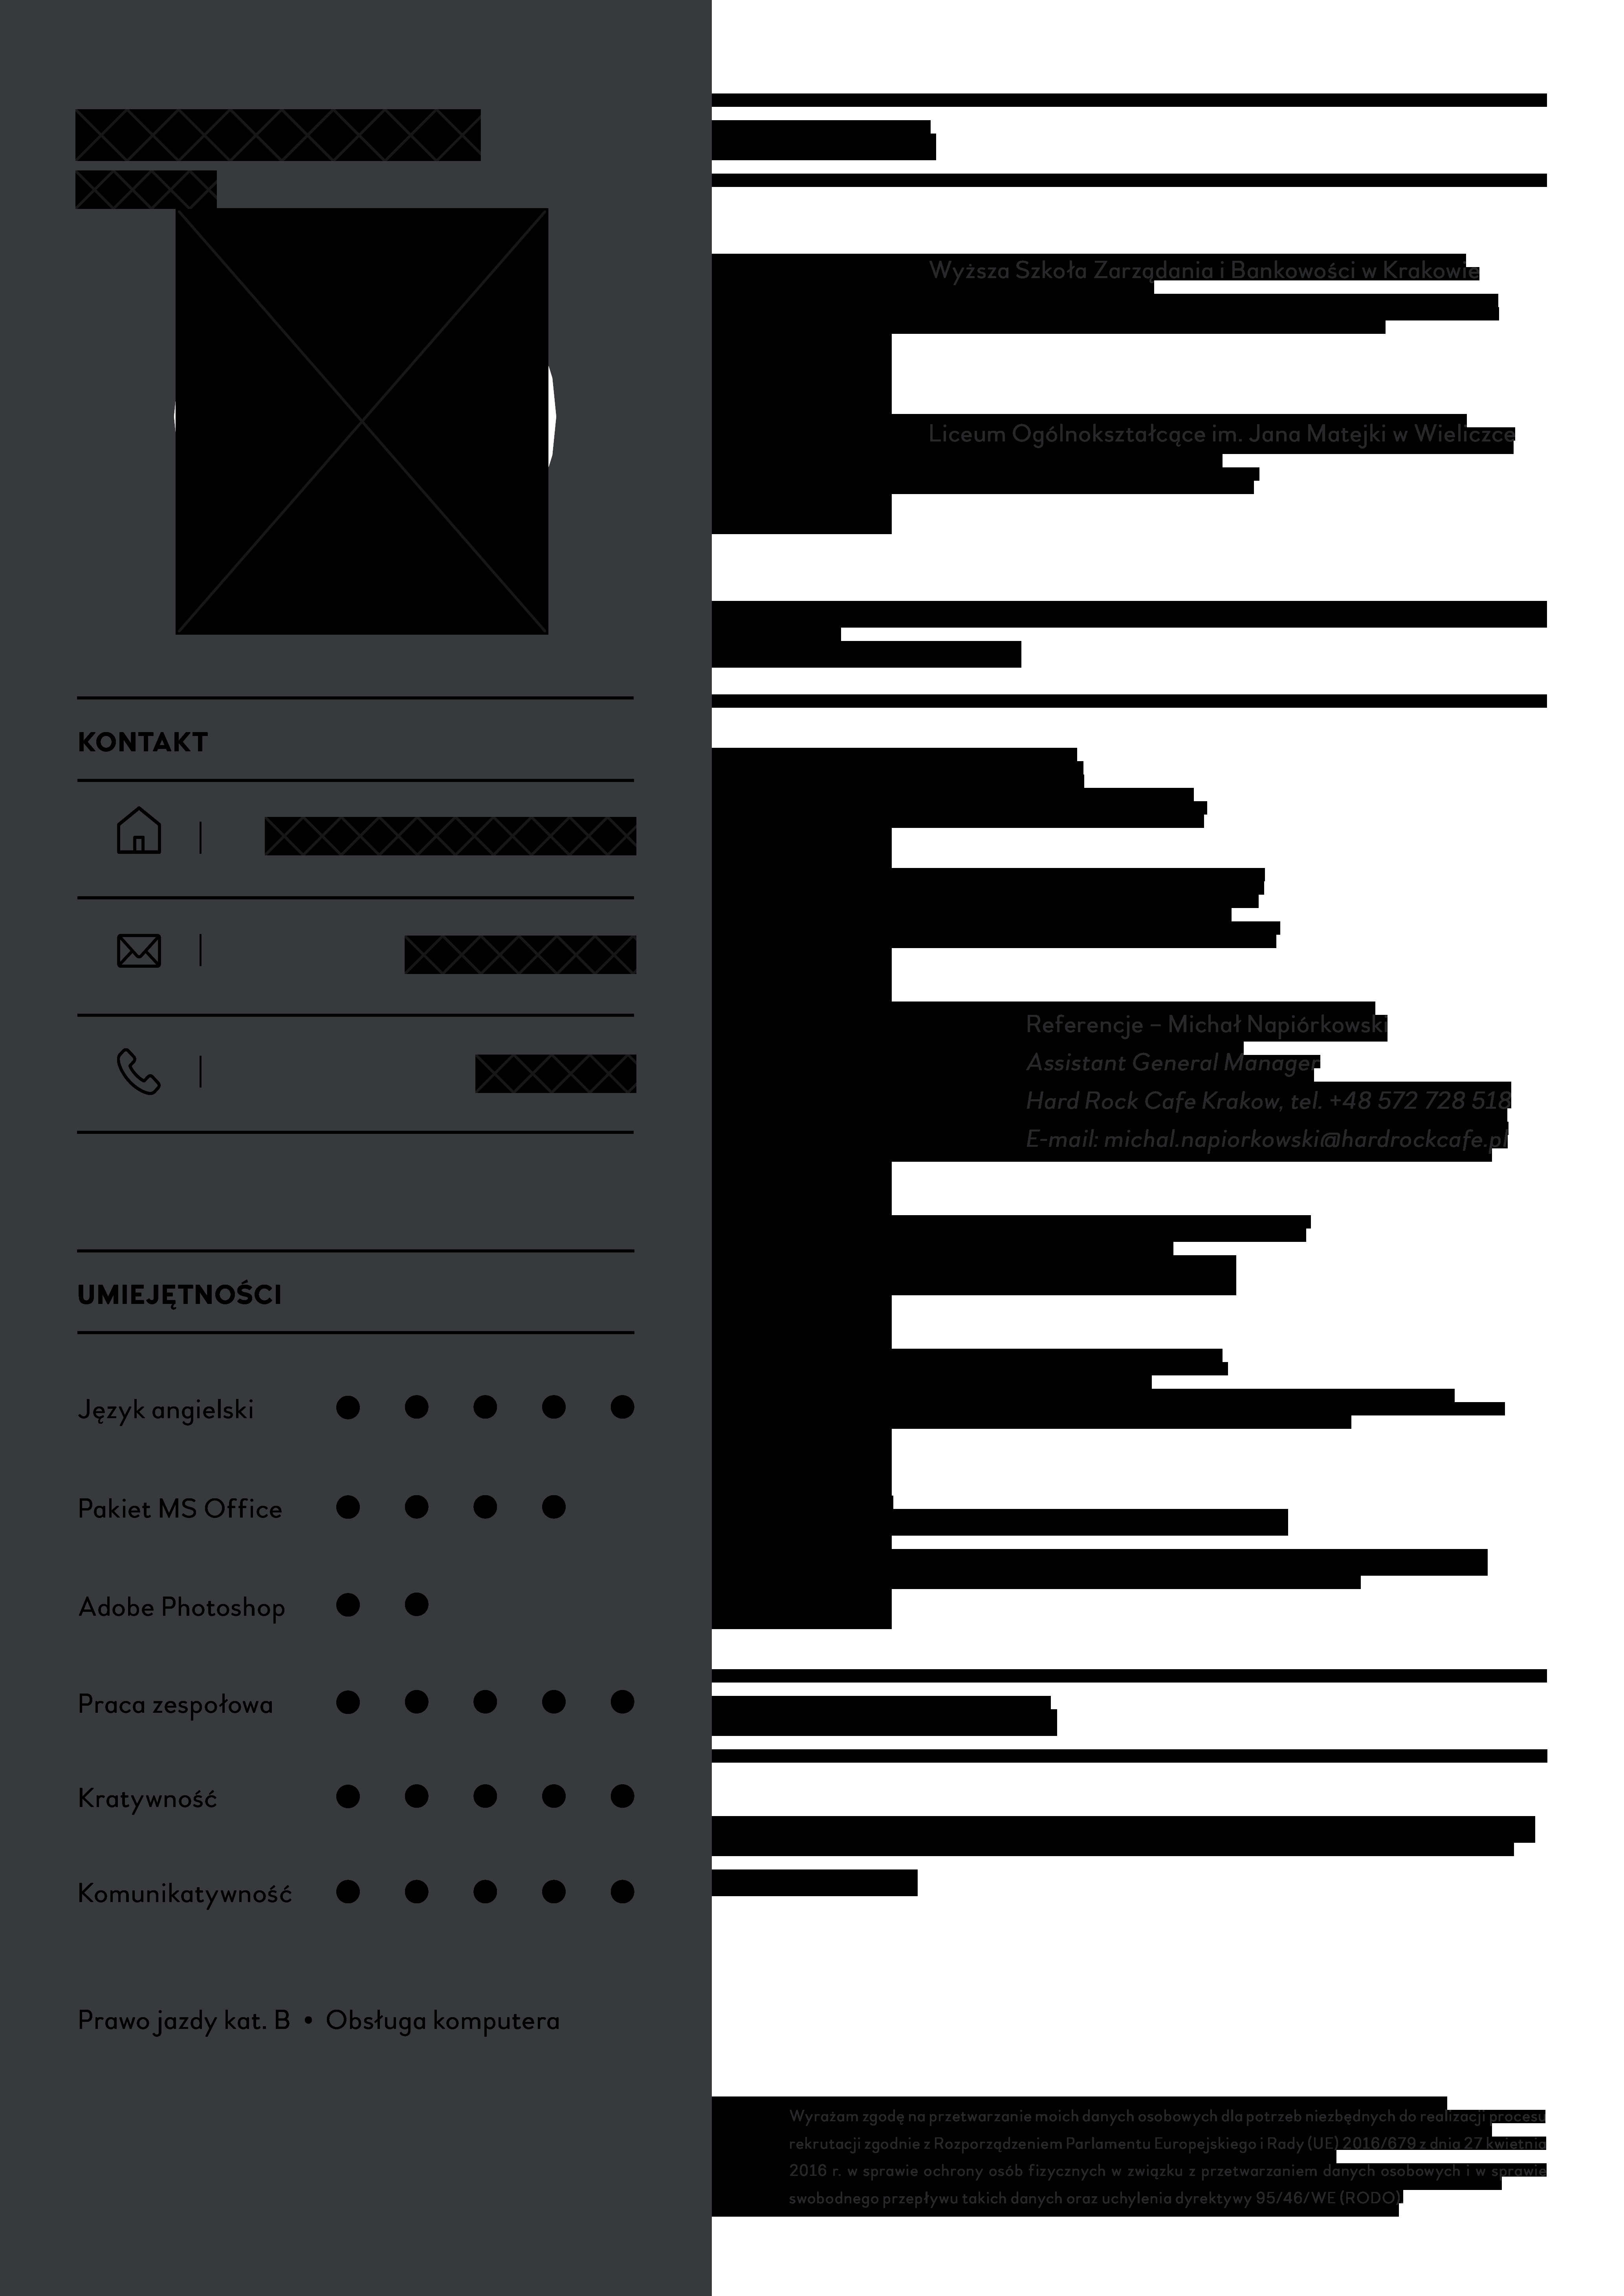 KONTAKT
UMIEJĘTNOŚCI
Język angielski
Pakiet MS Office
Adobe Photoshop
Praca zespołowa
Kratywność
Komunikatywność
Prawo jazdy kat. B • Obsługa komputera
Wyższa Szkoła Zarządania i Bankowości w Krakowie
Liceum Ogólnokształcące im. Jana Matejki w Wieliczce
Referencje – Michał Napiórkowski
Assistant General Manager
Hard Rock Cafe Krakow, tel. +48 572 728 518
E-mail: michal.napiorkowski@hardrockcafe.pl
Wyrażam zgodę na przetwarzanie moich danych osobowych dla potrzeb niezbędnych do realizacji procesu
rekrutacji zgodnie z Rozporządzeniem Parlamentu Europejskiego i Rady (UE) 2016/679 z dnia 27 kwietnia
2016 r. w sprawie ochrony osób fizycznych w związku z przetwarzaniem danych osobowych i w sprawie
swobodnego przepływu takich danych oraz uchylenia dyrektywy 95/46/WE (RODO)